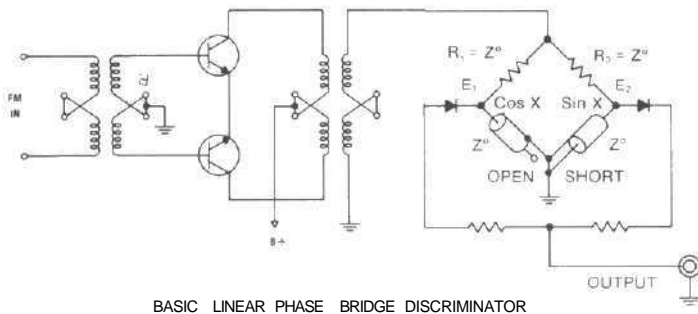 FM
IN
B+
R₁ = Z°
R₂ = Z°
E₁
E₂
Cos X
Sin X
Z°
Z°
OPEN
SHORT
OUTPUT
BASIC LINEAR PHASE BRIDGE DISCRIMINATOR